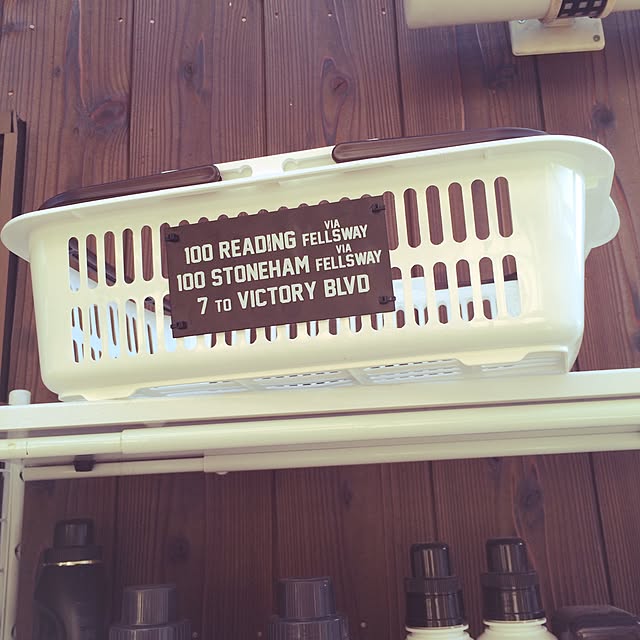 100 READING VIA FELLSWAY
100 STONEHAM VIA FELLSWAY
7 TO VICTORY BLVD